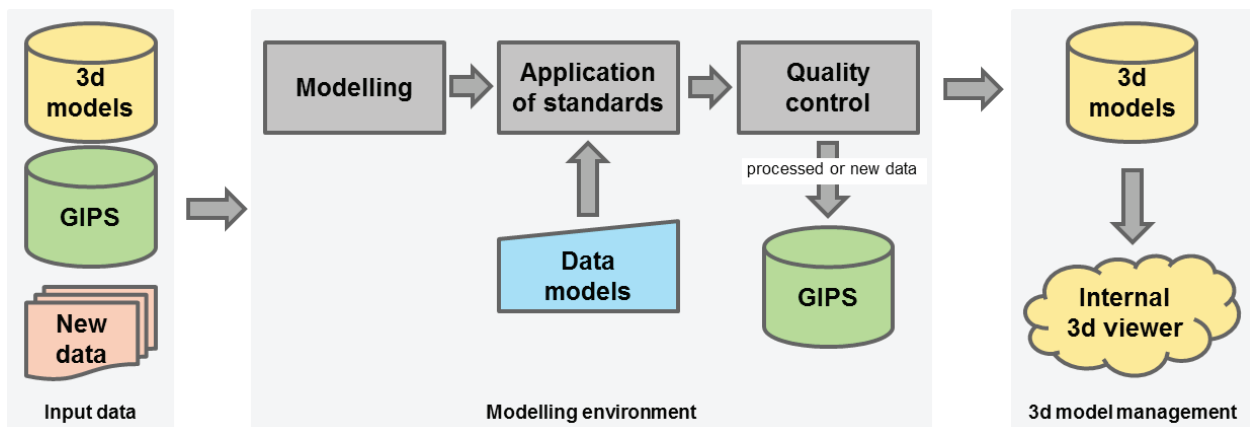 3d
models
GIPS
New
data
Input data
Modelling
Application
of standards
Quality
control
processed or new data
Data
models
GIPS
Modelling environment
3d
models
Internal
3d viewer
3d model management